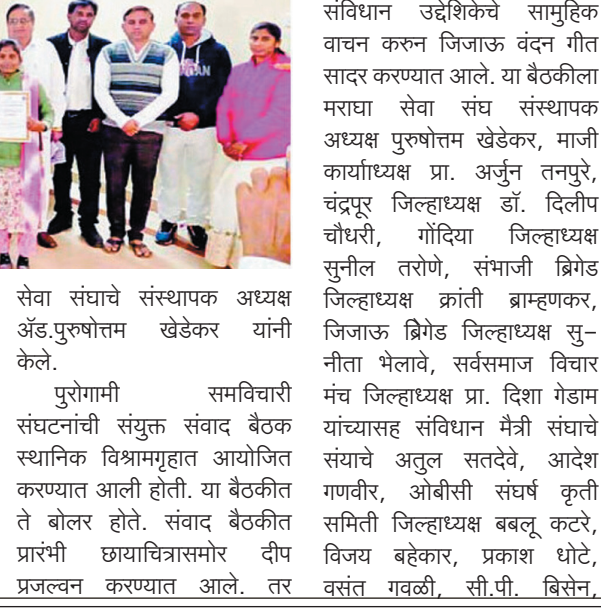 सेवा संघाचे संस्थापक अध्यक्ष
ॲड.पुरुषोत्तम खेडेकर यांनी
केले.
पुरोगामी समविचारी
संघटनांची संयुक्त संवाद बैठक
स्थानिक विश्रामगृहात आयोजित
करण्यात आली होती. या बैठकीत
ते बोलर होते. संवाद बैठकीत
प्रारंभी छायाचित्रासमोर दीप
प्रजल्वन करण्यात आले. तर
संविधान उद्देशिकेचे सामुहिक
वाचन करुन जिजाऊ वंदन गीत
सादर करण्यात आले. या बैठकीला
मराघा सेवा संघ संस्थापक
अध्यक्ष पुरुषोत्तम खेडेकर, माजी
कार्यााध्यक्ष प्रा. अर्जुन तनपुरे,
चंद्रपूर जिल्हाध्यक्ष डॉ. दिलीप
चौधरी, गोंदिया जिल्हाध्यक्ष
सुनील तरोणे, संभाजी ब्रिगेड
जिल्हाध्यक्ष क्रांती ब्राम्हणकर,
जिजाऊ ब्रिेगेड जिल्हाध्यक्ष सु-
नीता भेलावे, सर्वसमाज विचार
मंच जिल्हाध्यक्ष प्रा. दिशा गेडाम
यांच्यासह संविधान मैत्री संघाचे
संयाचे अतुल सतदेवे, आदेश
गणवीर, ओबीसी संघर्ष कृती
समिती जिल्हाध्यक्ष बबलू कटरे,
विजय बहेकार, प्रकाश धोटे,
वसंत गवळी, सी.पी. बिसेन,